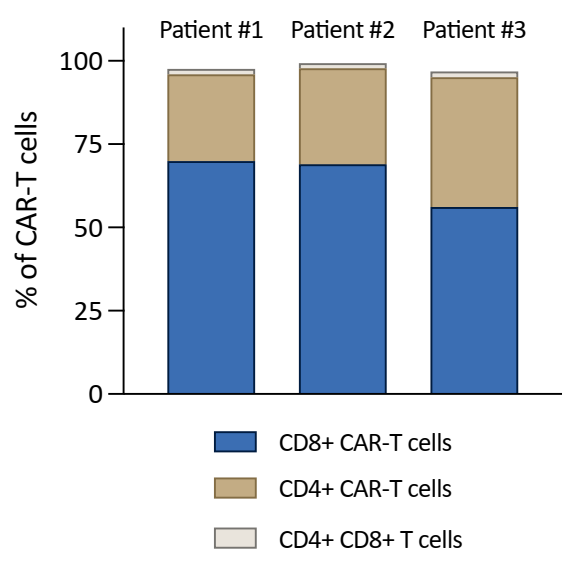 Patient #1 Patient #2 Patient #3
% of CAR-T cells
100
75
50
25
0
CD8+ CAR-T cells
CD4+ CAR-T cells
CD4+ CD8+ T cells